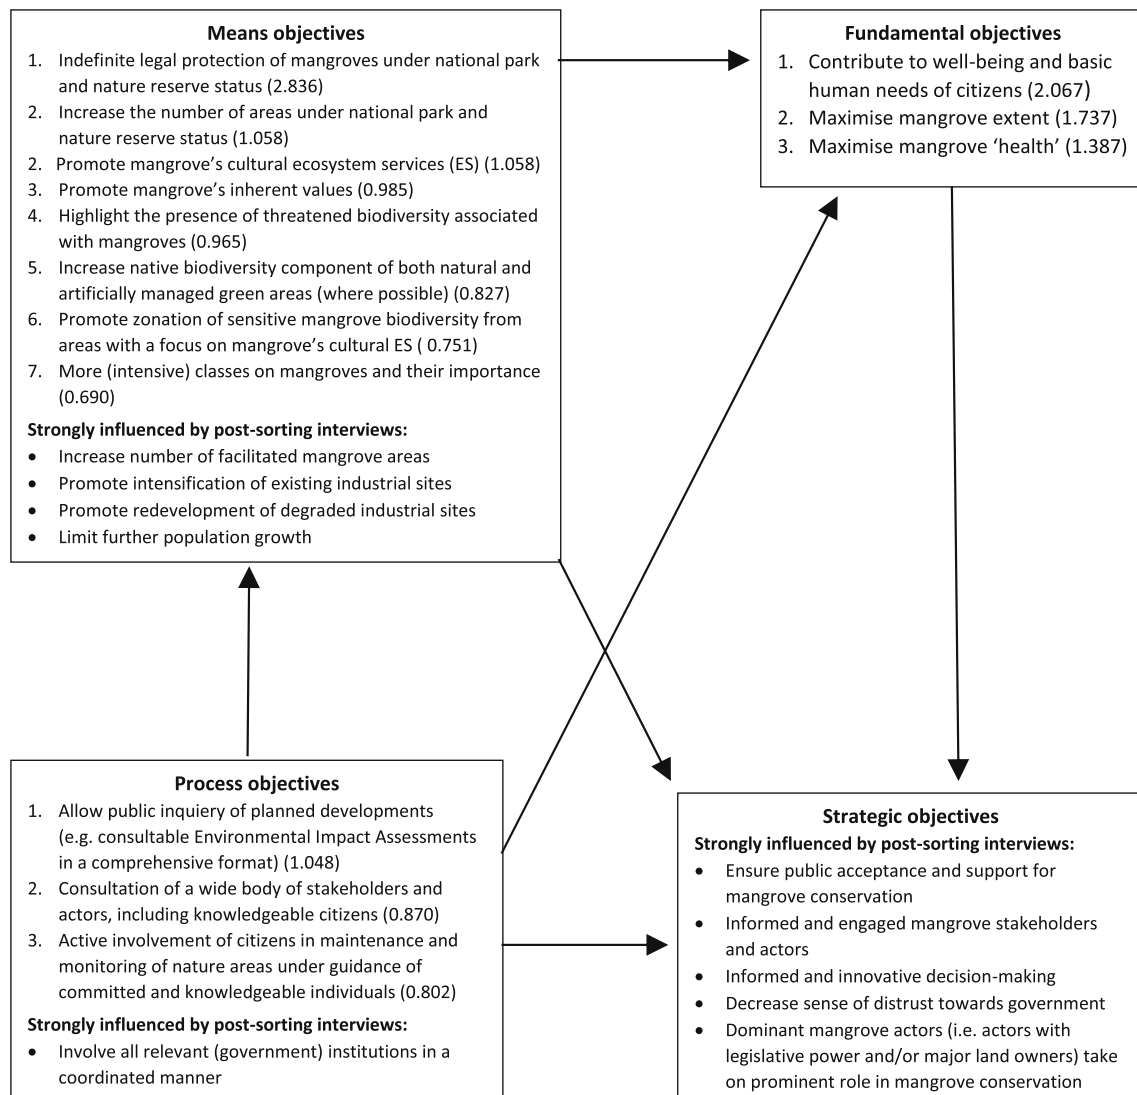 Means objectives
1. Indefinite legal protection of mangroves under national park
and nature reserve status (2.836)
2. Increase the number of areas under national park and
nature reserve status (1.058)
2. Promote mangrove's cultural ecosystem services (ES) (1.058)
3. Promote mangrove's inherent values (0.985)
4. Highlight the presence of threatened biodiversity associated
with mangroves (0.965)
5. Increase native biodiversity component of both natural and
artificially managed green areas (where possible) (0.827)
6. Promote zonation of sensitive mangrove biodiversity from
areas with a focus on mangrove's cultural ES ( 0.751)
7. More (intensive) classes on mangroves and their importance
(0.690)
Strongly influenced by post-sorting interviews:
• Increase number of facilitated mangrove areas
• Promote intensification of existing industrial sites
• Promote redevelopment of degraded industrial sites
• Limit further population growth
Fundamental objectives
1. Contribute to well-being and basic
human needs of citizens (2.067)
2. Maximise mangrove extent (1.737)
3. Maximise mangrove 'health' (1.387)
Process objectives
1. Allow public inquiery of planned developments
(e.g. consultable Environmental Impact Assessments
in a comprehensive format) (1.048)
2. Consultation of a wide body of stakeholders and
actors, including knowledgeable citizens (0.870)
3. Active involvement of citizens in maintenance and
monitoring of nature areas under guidance of
committed and knowledgeable individuals (0.802)
Strongly influenced by post-sorting interviews:
• Involve all relevant (government) institutions in a
coordinated manner
Strategic objectives
Strongly influenced by post-sorting interviews:
• Ensure public acceptance and support for
mangrove conservation
• Informed and engaged mangrove stakeholders
and actors
• Informed and innovative decision-making
• Decrease sense of distrust towards government
• Dominant mangrove actors (i.e. actors with
legislative power and/or major land owners) take
on prominent role in mangrove conservation